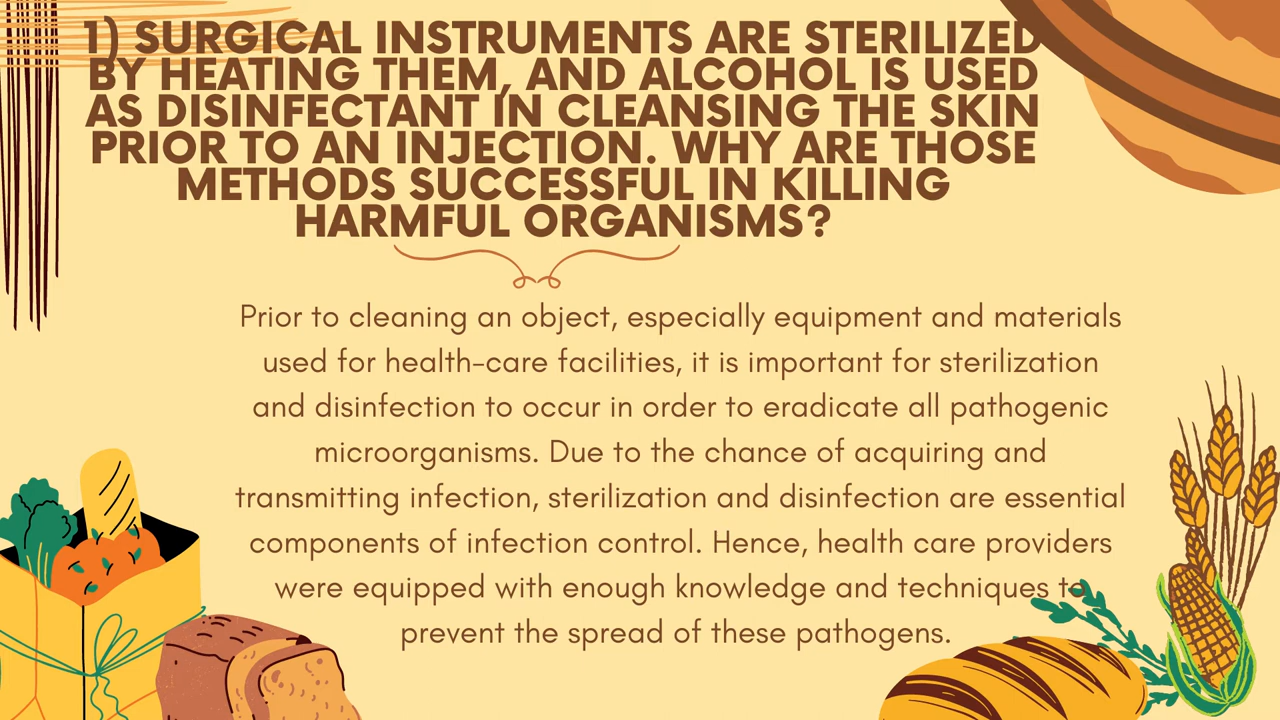 1) SURGICAL INSTRUMENTS ARE STERILIZED
BY HEATING THEM, AND ALCOHOL IS USED
AS DISINFECTANT IN CLEANSING THE SKIN
PRIOR TO AN INJECTION. WHY ARE THOSE
METHODS SUCCESSFUL IN KILLING
HARMFUL ORGANISMS?
Prior to cleaning an object, especially equipment and materials
used for health-care facilities, it is important for sterilization
and disinfection to occur in order to eradicate all pathogenic
microorganisms. Due to the chance of acquiring and
transmitting infection, sterilization and disinfection are essential
components of infection control. Hence, health care providers
were equipped with enough knowledge and techniques to
prevent the spread of these pathogens.